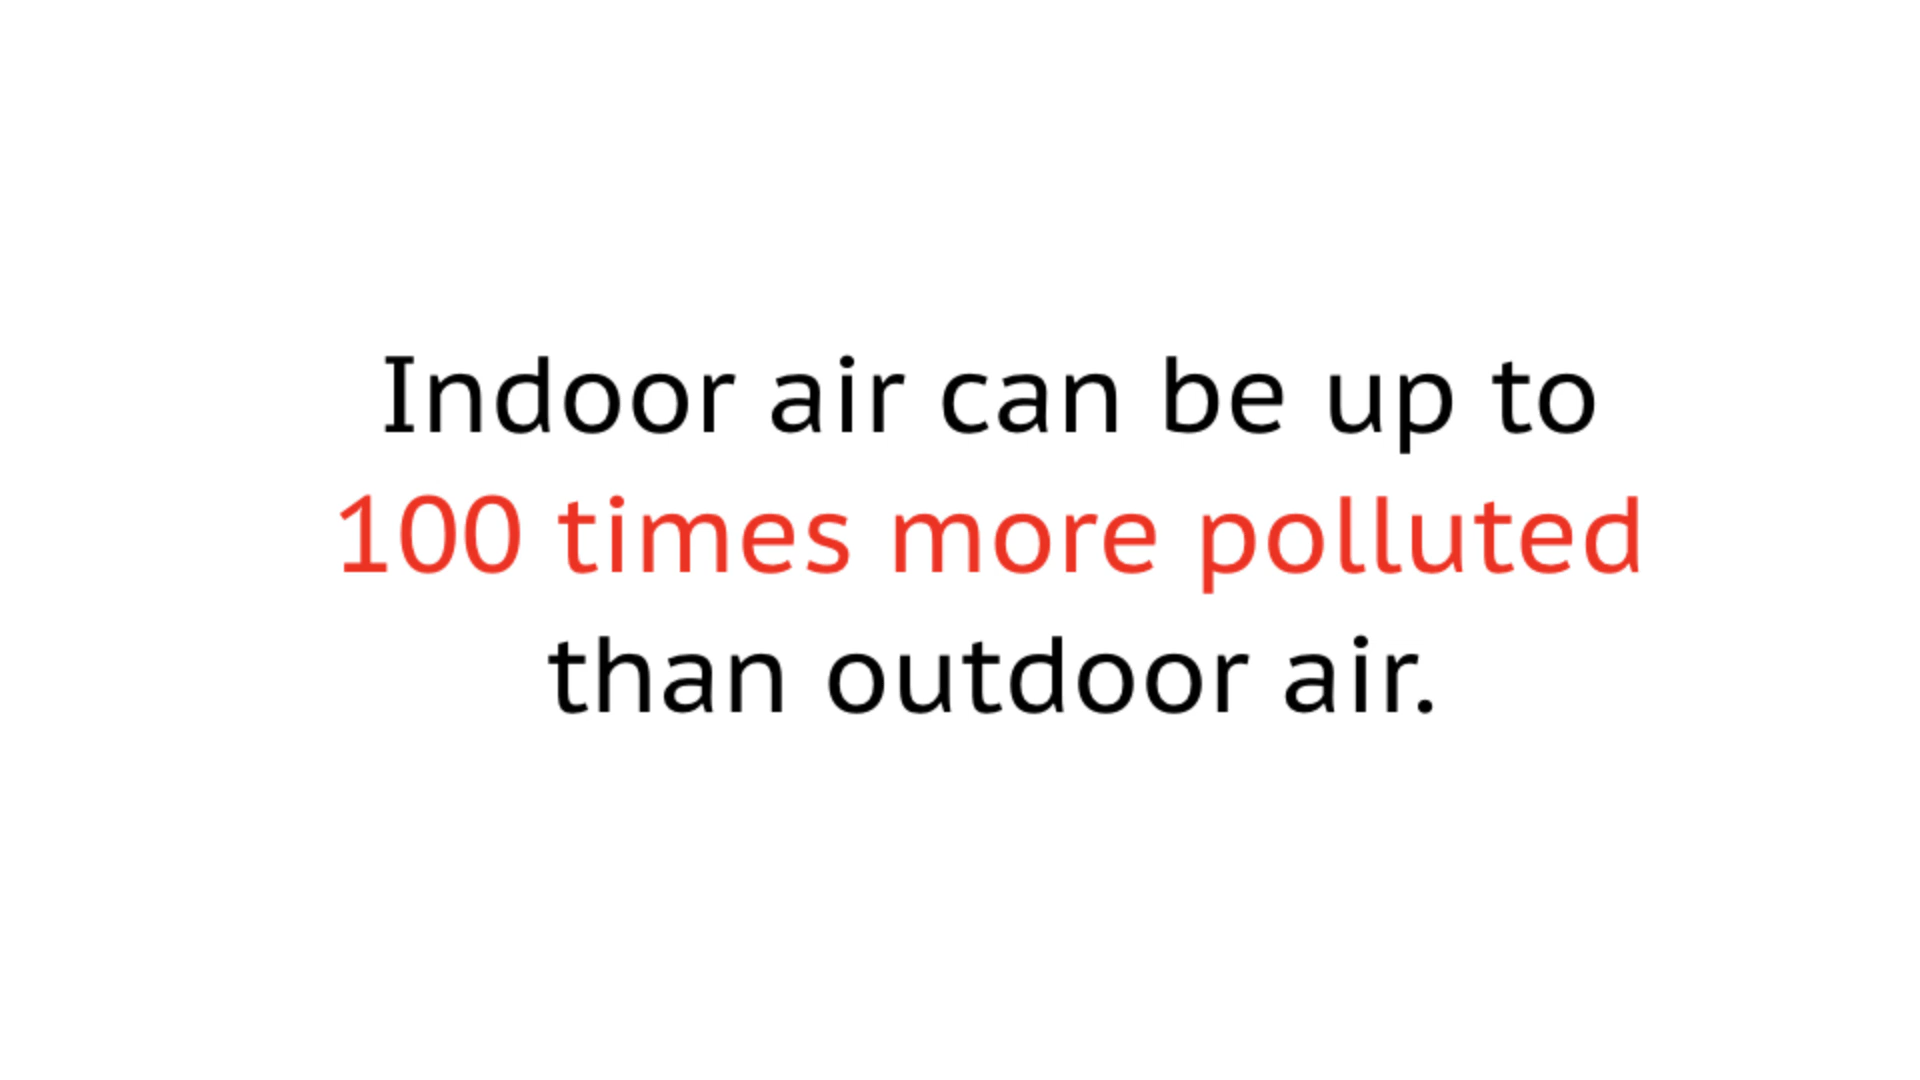 Indoor air can be up to
100 times more polluted
than outdoor air.